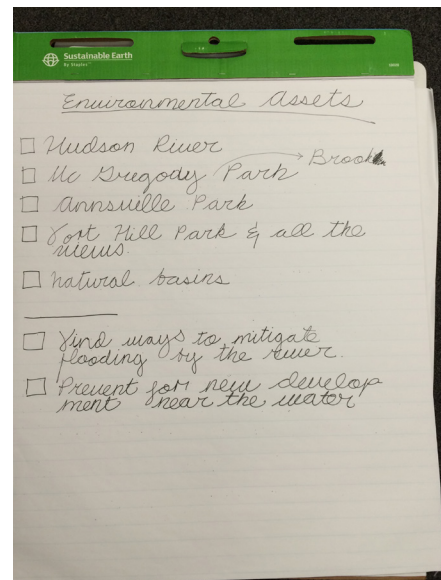 Sustainable Earth
By Staples
Environmental Assets
☐ Hudson River
☐ Mc Gregody Park → Brook
☐ Annsville Park
☐ Fort Hill Park & all the
views.
☐ natural basins
☐ Find ways to mitigate
flooding by the river.
☐ Prevent for new develop
ment near the water